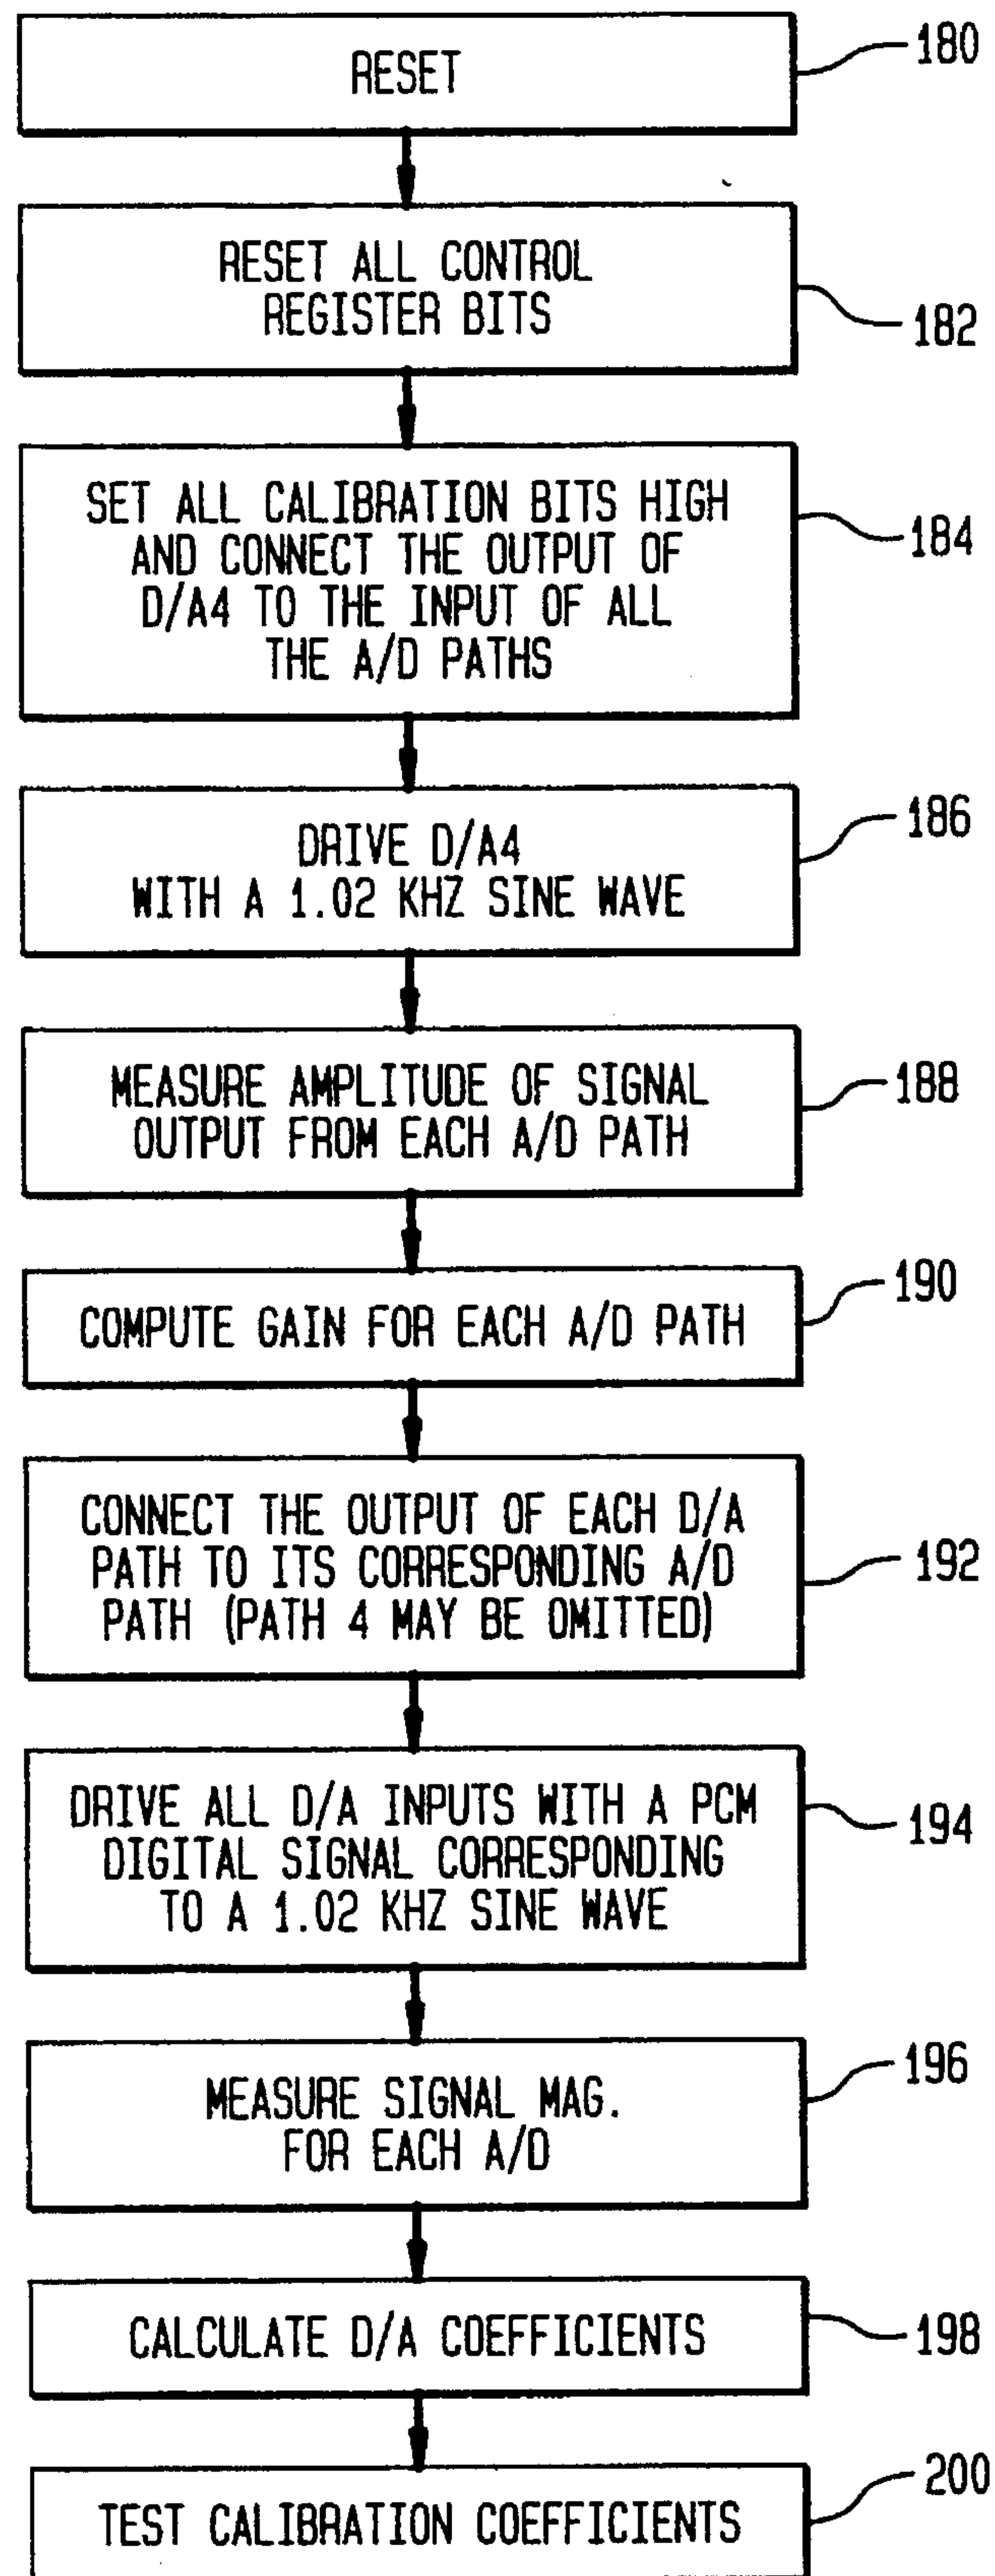 RESET
180
RESET ALL CONTROL
REGISTER BITS
182
SET ALL CALIBRATION BITS HIGH
AND CONNECT THE OUTPUT OF
D/A4 TO THE INPUT OF ALL
THE A/D PATHS
184
DRIVE D/A4
WITH A 1.02 KHZ SINE WAVE
186
MEASURE AMPLITUDE OF SIGNAL
OUTPUT FROM EACH A/D PATH
188
COMPUTE GAIN FOR EACH A/D PATH
190
CONNECT THE OUTPUT OF EACH D/A
PATH TO ITS CORRESPONDING A/D
PATH (PATH 4 MAY BE OMITTED)
192
DRIVE ALL D/A INPUTS WITH A PCM
DIGITAL SIGNAL CORRESPONDING
TO A 1.02 KHZ SINE WAVE
194
MEASURE SIGNAL MAG.
FOR EACH A/D
196
CALCULATE D/A COEFFICIENTS
198
TEST CALIBRATION COEFFICIENTS
200